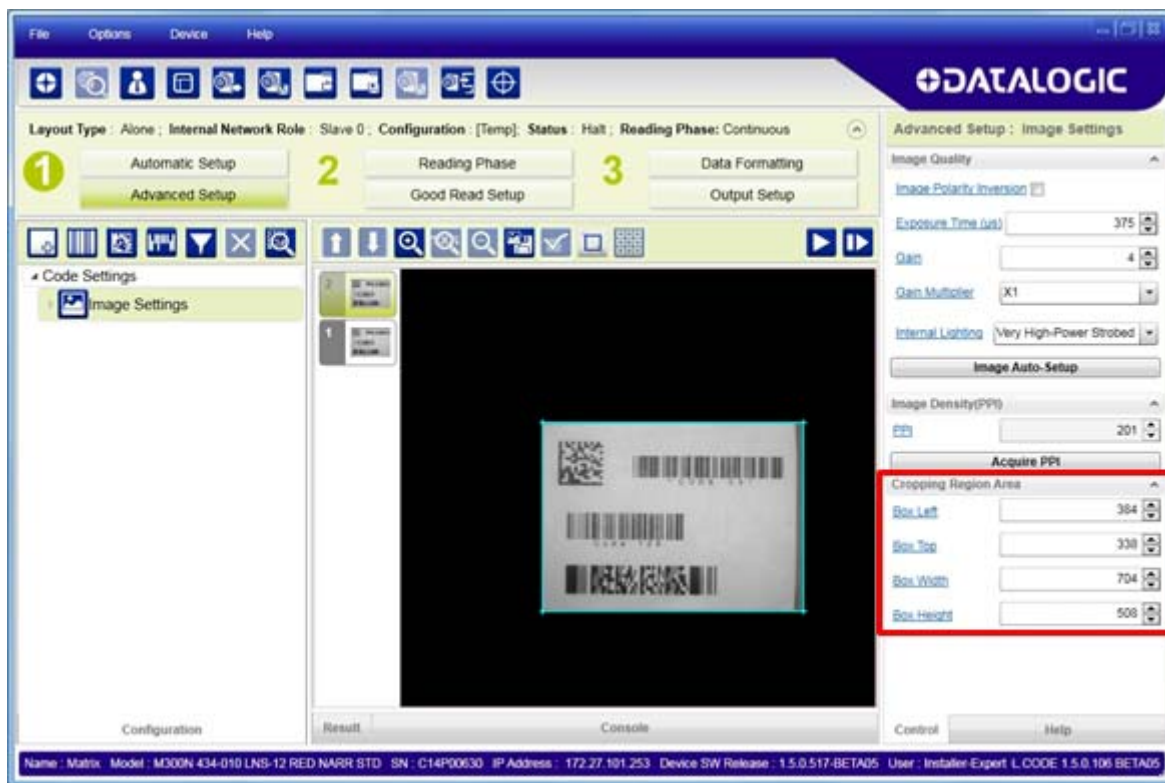 File Options Device Help
DATALOGIC
Layout Type : Alone ; Internal Network Role : Slave 0 ; Configuration : [Temp]; Status : Halt ; Reading Phase: Continuous
1 Automatic Setup 2 Reading Phase 3 Data Formatting
Advanced Setup Good Read Setup Output Setup
Code Settings
Image Settings
2
1
Configuration
Result Console
Advanced Setup : Image Settings
Image Quality
Image Polarity Inversion
Exposure Time (us) 375
Gain 4
Gain Multiplier X1
Internal Lighting Very High-Power Strobed
Image Auto-Setup
Image Density(PPI)
PPI 201
Acquire PPI
Cropping Region Area
Box Left 384
Box Top 338
Box Width 704
Box Height 508
Control Help
Name : Matrix Model : M300N 434-010 LNS-12 RED NARR STD SN : C14P00630 IP Address : 172.27.101.253 Device SW Release : 1.5.0.517-BETA05 User : Installer-Expert L.CODE 1.5.0.106 BETA05